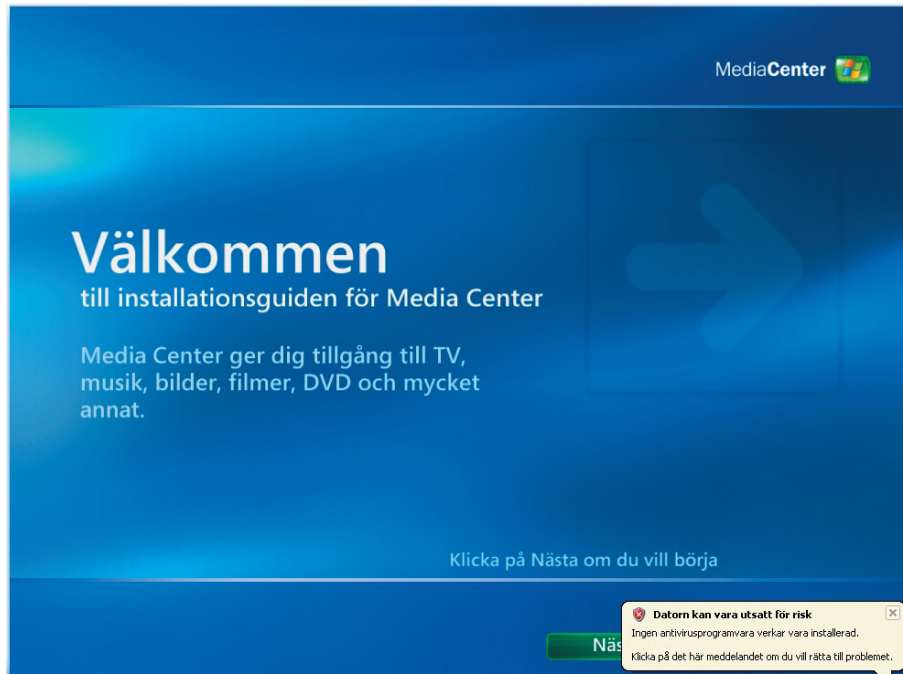 MediaCenter
Välkommen
till installationsguiden för Media Center
Media Center ger dig tillgång till TV,
musik, bilder, filmer, DVD och mycket
annat.
Klicka på Nästa om du vill börja
Datorn kan vara utsatt för risk
Ingen antivirusprogramvara verkar vara installerad.
Klicka på det här meddelandet om du vill rätta till problemet.